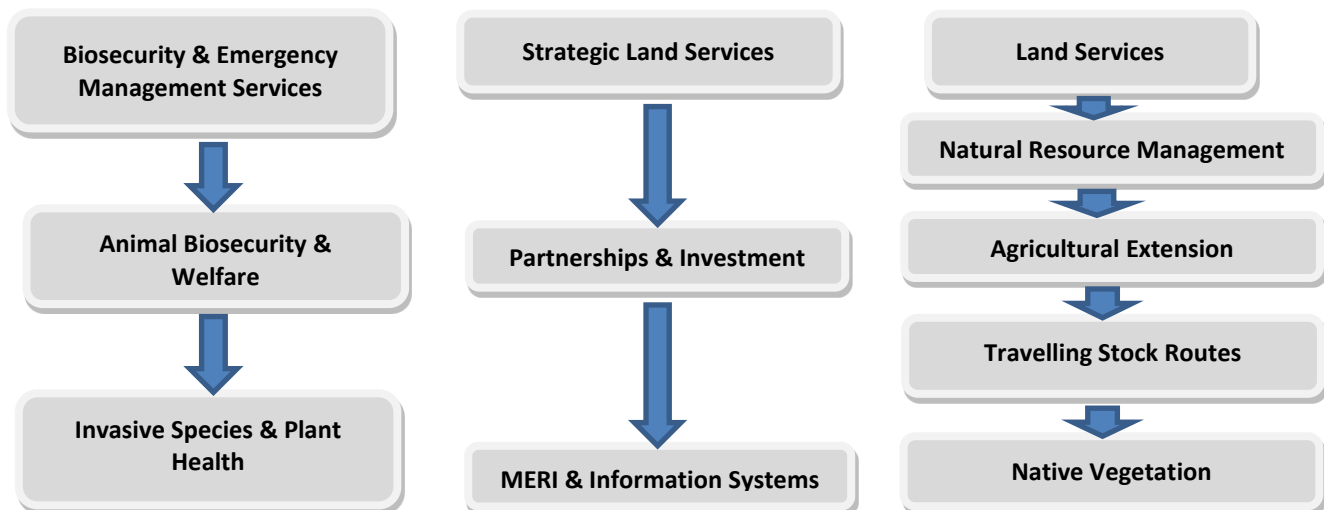 Biosecurity & Emergency
Management Services
Animal Biosecurity &
Welfare
Invasive Species & Plant
Health
Strategic Land Services
Partnerships & Investment
MERI & Information Systems
Land Services
Natural Resource Management
Agricultural Extension
Travelling Stock Routes
Native Vegetation